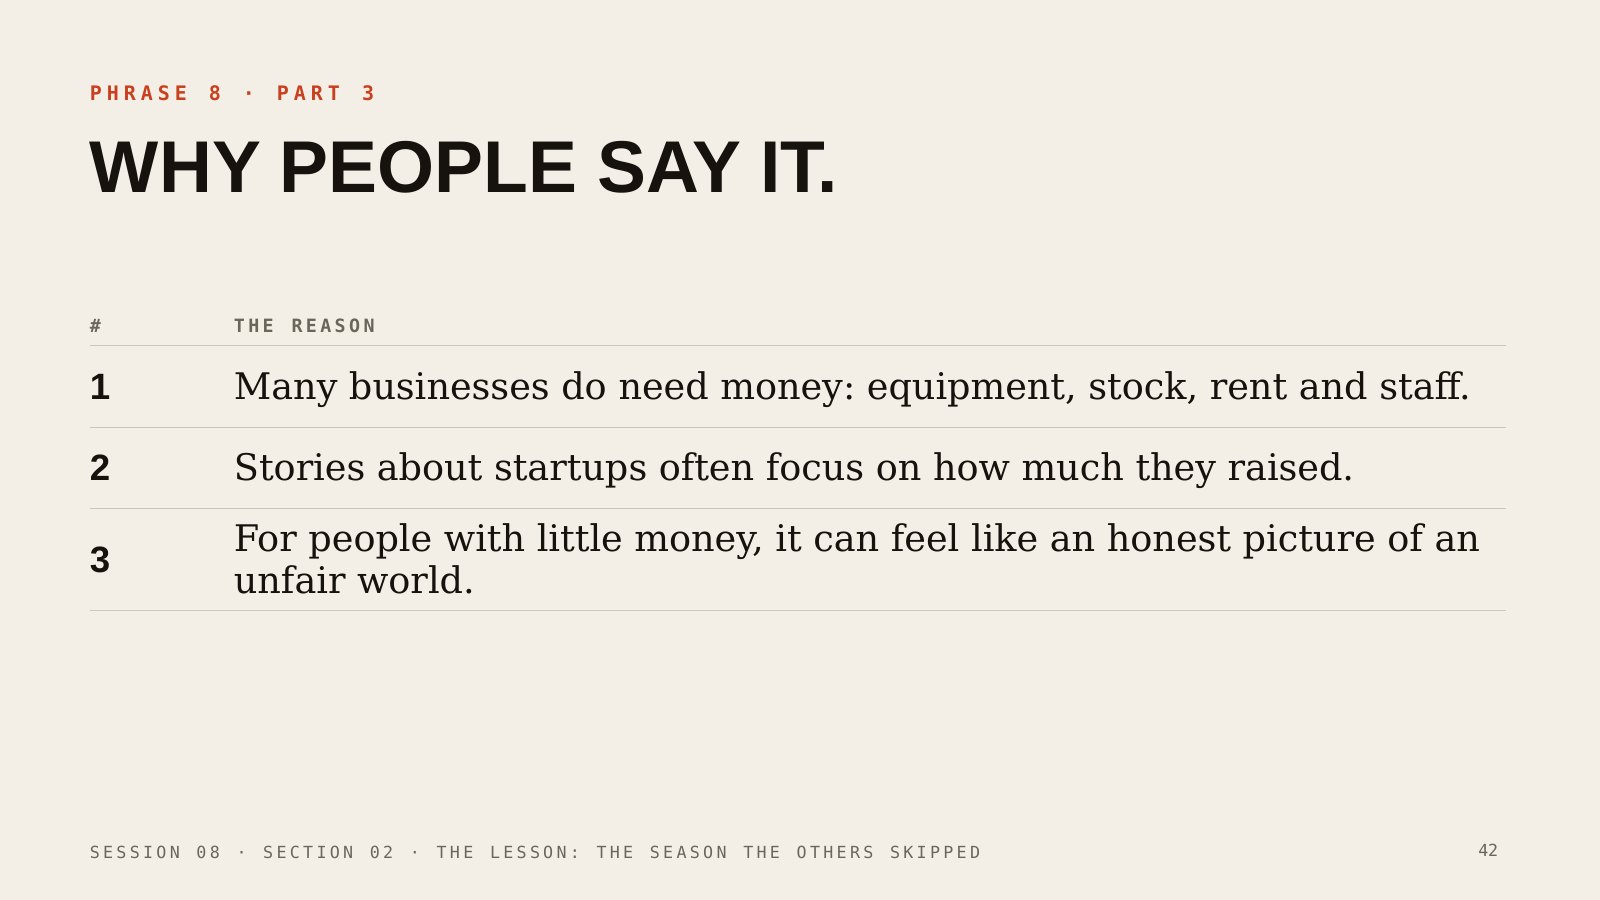 PHRASE 8 · PART 3
WHY PEOPLE SAY IT.
# THE REASON
1 Many businesses do need money: equipment, stock, rent and staff.
2 Stories about startups often focus on how much they raised.
3 For people with little money, it can feel like an honest picture of an
unfair world.
SESSION 08 · SECTION 02 · THE LESSON: THE SEASON THE OTHERS SKIPPED 42